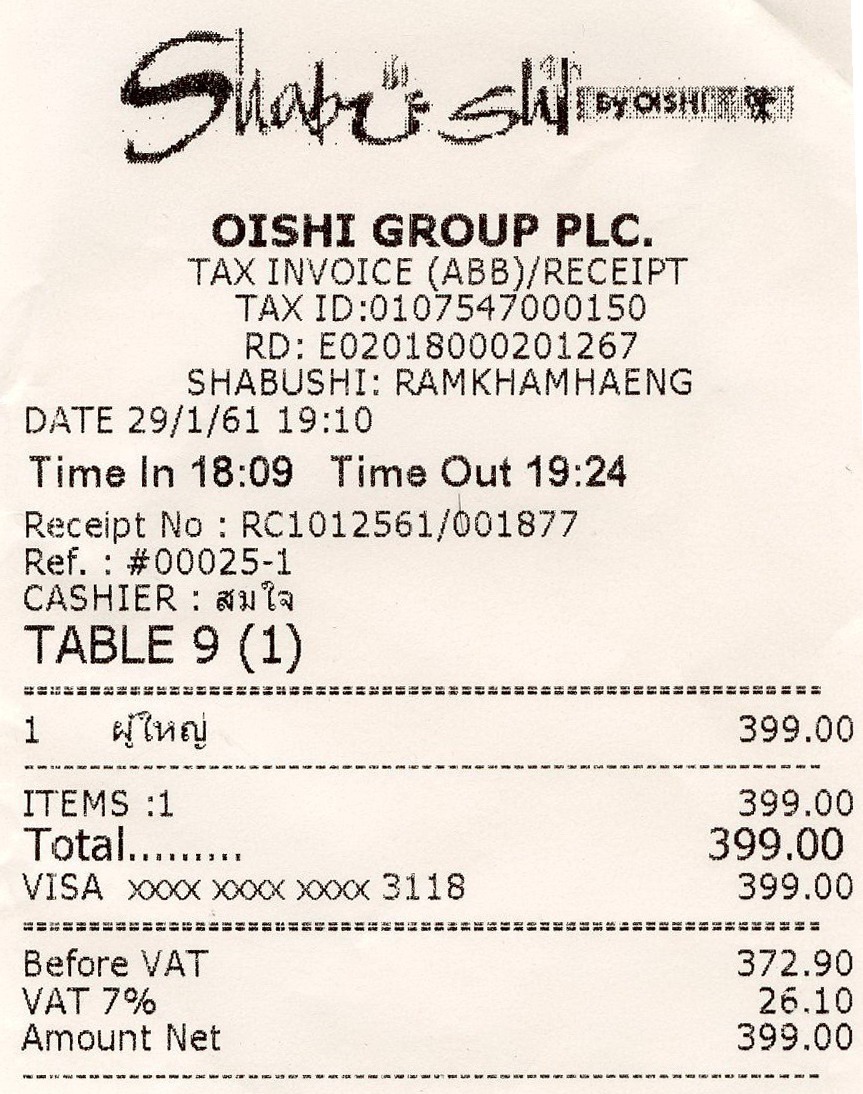 Shabushi By OISHI
OISHI GROUP PLC.
TAX INVOICE (ABB)/RECEIPT
TAX ID:0107547000150
RD: E02018000201267
SHABUSHI: RAMKHAMHAENG
DATE 29/1/61 19:10
Time In 18:09 Time Out 19:24
Receipt No : RC1012561/001877
Ref. : #00025-1
CASHIER : สมใจ
TABLE 9 (1)
1 ผู้ใหญ่ 399.00
ITEMS :1 399.00
Total......... 399.00
VISA xxxx xxxx xxxx 3118 399.00
Before VAT 372.90
VAT 7% 26.10
Amount Net 399.00